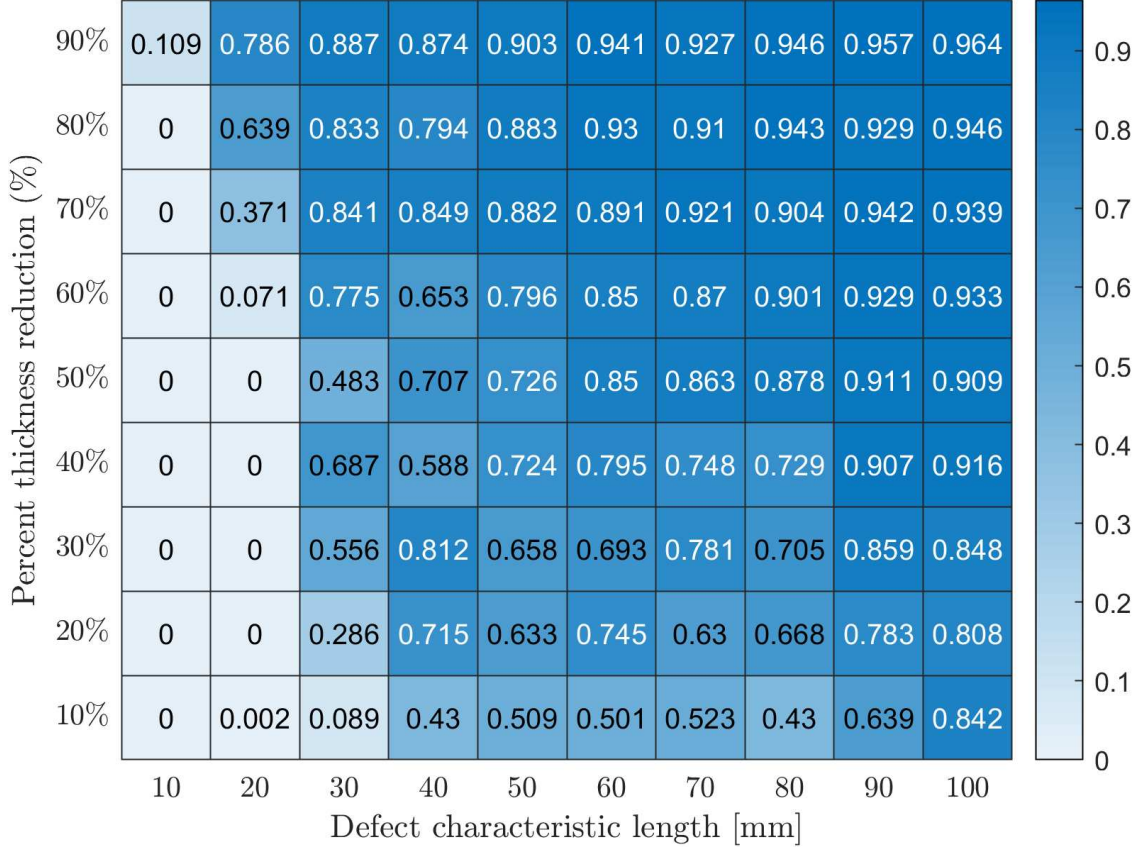 Percent thickness reduction (%)
90% 0.109 0.786 0.887 0.874 0.903 0.941 0.927 0.946 0.957 0.964
80% 0 0.639 0.833 0.794 0.883 0.93 0.91 0.943 0.929 0.946
70% 0 0.371 0.841 0.849 0.882 0.891 0.921 0.904 0.942 0.939
60% 0 0.071 0.775 0.653 0.796 0.85 0.87 0.901 0.929 0.933
50% 0 0 0.483 0.707 0.726 0.85 0.863 0.878 0.911 0.909
40% 0 0 0.687 0.588 0.724 0.795 0.748 0.729 0.907 0.916
30% 0 0 0.556 0.812 0.658 0.693 0.781 0.705 0.859 0.848
20% 0 0 0.286 0.715 0.633 0.745 0.63 0.668 0.783 0.808
10% 0 0.002 0.089 0.43 0.509 0.501 0.523 0.43 0.639 0.842
10 20 30 40 50 60 70 80 90 100
Defect characteristic length [mm]
0.9
0.8
0.7
0.6
0.5
0.4
0.3
0.2
0.1
0